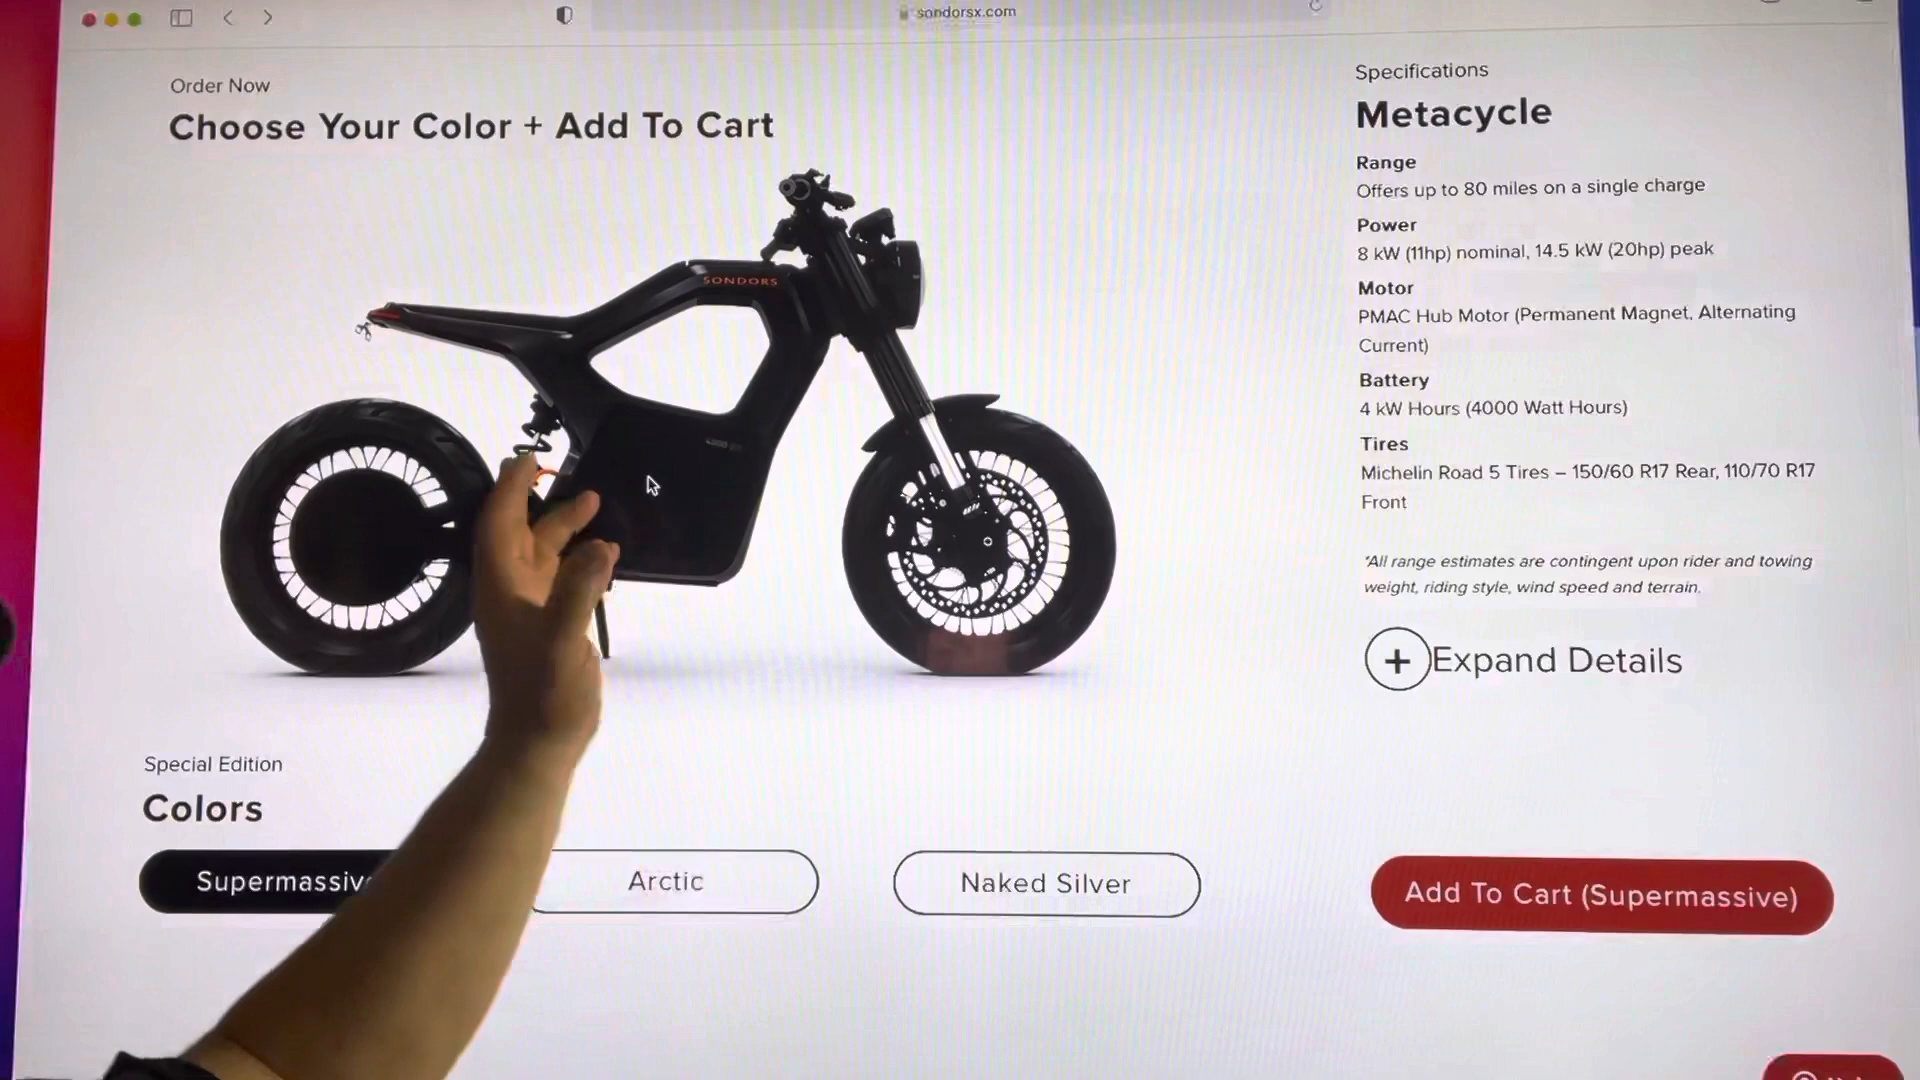 sondorsx.com
Order Now
Choose Your Color + Add To Cart
SONDORS
Specifications
Metacycle
Range
Offers up to 80 miles on a single charge
Power
8 kW (11hp) nominal, 14.5 kW (20hp) peak
Motor
PMAC Hub Motor (Permanent Magnet, Alternating
Current)
Battery
4 kW Hours (4000 Watt Hours)
Tires
Michelin Road 5 Tires – 150/60 R17 Rear, 110/70 R17
Front
*All range estimates are contingent upon rider and towing
weight, riding style, wind speed and terrain.
+ Expand Details
Special Edition
Colors
Supermassiv
Arctic
Naked Silver
Add To Cart (Supermassive)